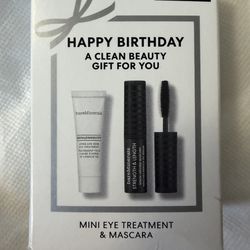 HAPPY BIRTHDAY
A CLEAN BEAUTY
GIFT FOR YOU
bareMinerals
bareMinerals
STRENGTH & LENGTH
MINI EYE TREATMENT
& MASCARA